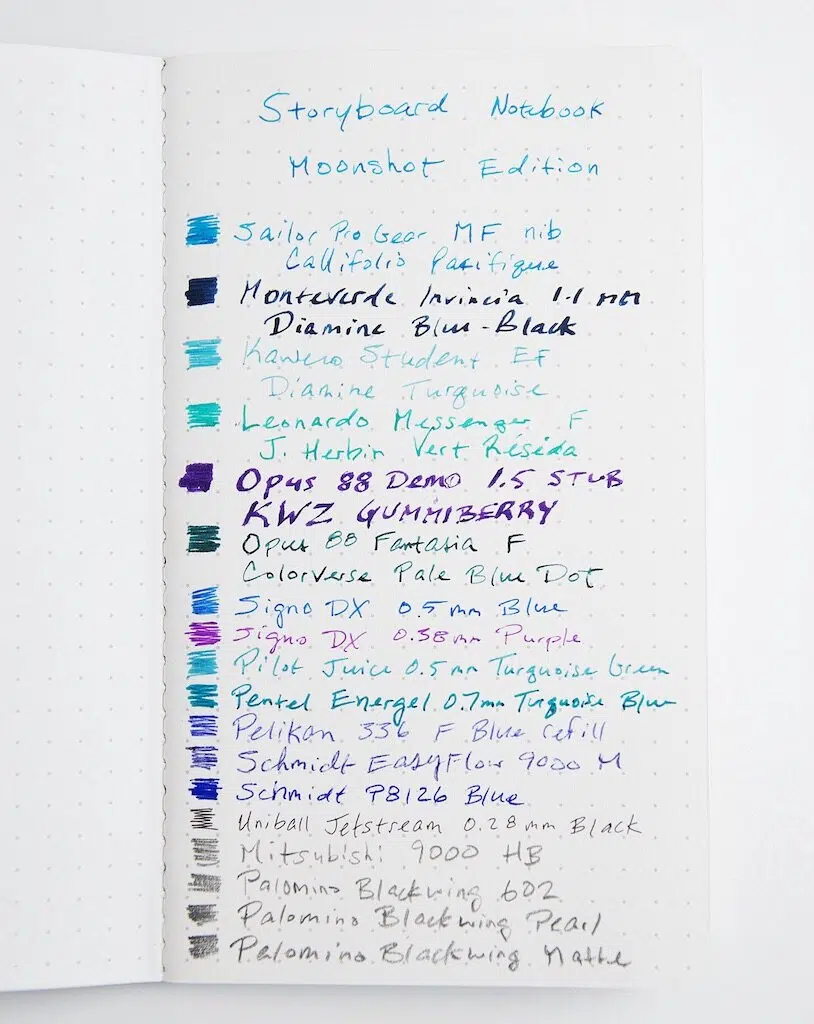 Storyboard Notebook
Moonshot Edition
Sailor Pro Gear MF nib
Callifolio Pacifique
Monteverde Invincia 1.1 mm
Diamine Blue-Black
Kaweco Student EF
Diamine Turquoise
Leonardo Messenger F
J. Herbin Vert Réséda
Opus 88 Demo 1.5 STUB
KWZ GUMMIBERRY
Opus 88 Fantasia F
Colorverse Pale Blue Dot
Signo DX 0.5mm Blue
Signo DX 0.38mm Purple
Pilot Juice 0.5mm Turquoise Green
Pentel Energel 0.7mm Turquoise Blue
Pelikan 336 F Blue refill
Schmidt EasyFlow 9000 M
Schmidt P8126 Blue
Uniball Jetstream 0.28mm Black
Mitsubishi 9000 HB
Palomino Blackwing 602
Palomino Blackwing Pearl
Palomino Blackwing Matte